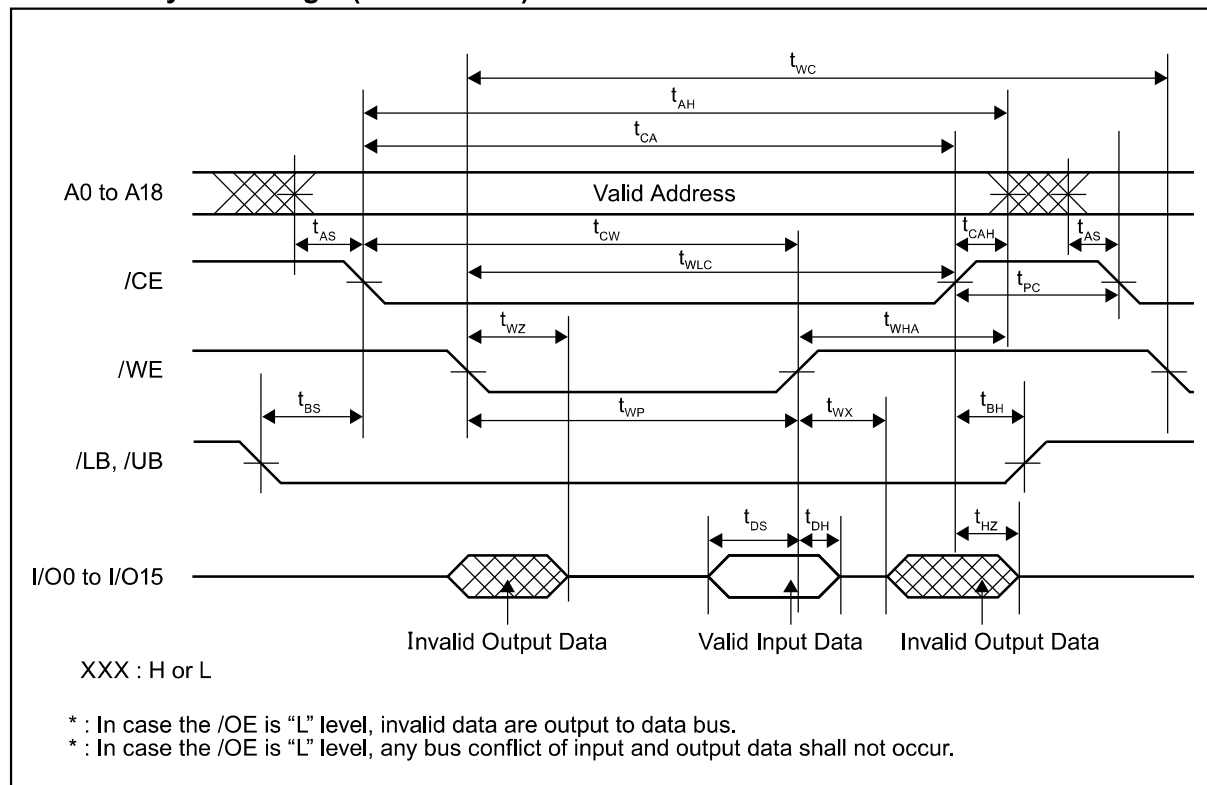 tWC
tAH
tCA
A0 to A18
Valid Address
tAS
tCW
tCAH
tAS
/CE
tWLC
tPC
tWZ
tWHA
/WE
tBS
tWP
tWX
tBH
/LB, /UB
tDS
tDH
tHZ
I/O0 to I/O15
Invalid Output Data
Valid Input Data
Invalid Output Data
XXX : H or L
* : In case the /OE is “L” level, invalid data are output to data bus.
* : In case the /OE is “L” level, any bus conflict of input and output data shall not occur.